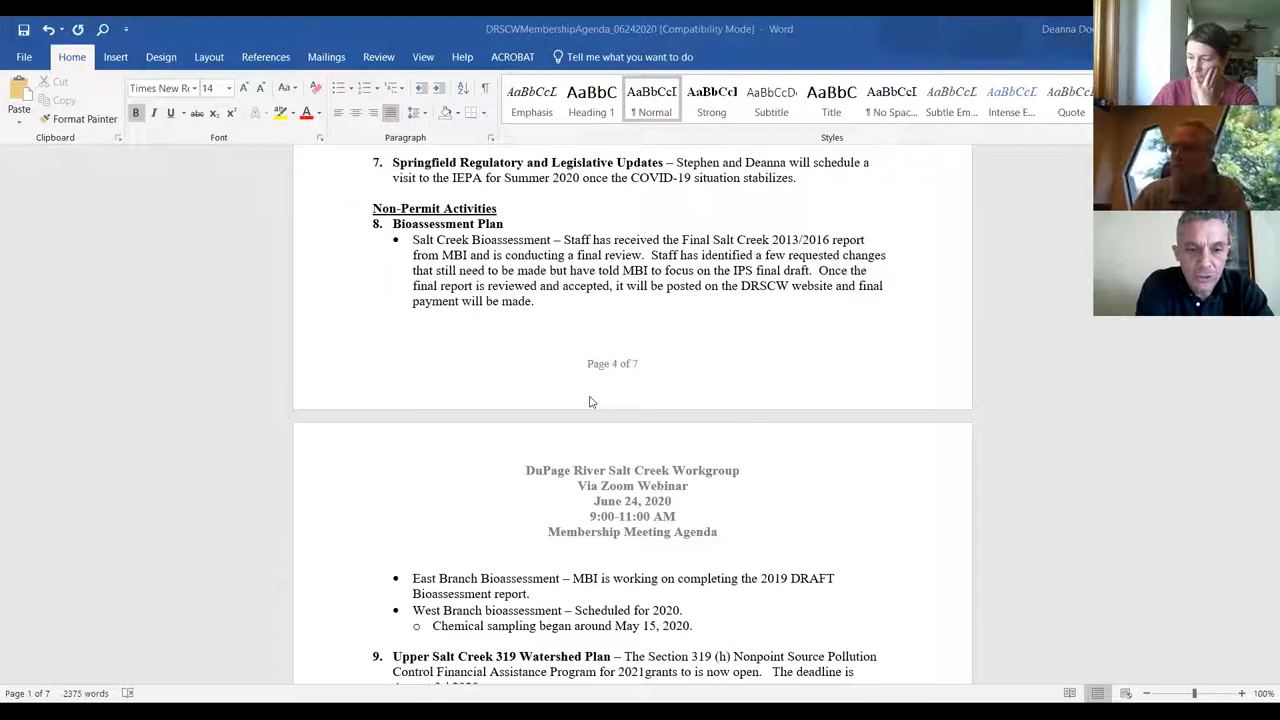 DRSCWMembershipAgenda_06242020 [Compatibility Mode] - Word
File Home Insert Design Layout References Mailings Review View Help ACROBAT Tell me what you want to do
Cut
Copy
Paste
Format Painter
Clipboard
Times New R 14
Font
Paragraph
AaBbCcL AaBbC AaBbCcI AaBbCcl AaBbCcD AaBbC AaBbCcI AaBbCcL AaBbCcL AaBbCcL
Emphasis Heading 1 ¶ Normal Strong Subtitle Title ¶ No Spac... Subtle Em... Intense E... Quote
Styles
7. Springfield Regulatory and Legislative Updates – Stephen and Deanna will schedule a
visit to the IEPA for Summer 2020 once the COVID-19 situation stabilizes.
Non-Permit Activities
8. Bioassessment Plan
• Salt Creek Bioassessment – Staff has received the Final Salt Creek 2013/2016 report
from MBI and is conducting a final review. Staff has identified a few requested changes
that still need to be made but have told MBI to focus on the IPS final draft. Once the
final report is reviewed and accepted, it will be posted on the DRSCW website and final
payment will be made.
Page 4 of 7
DuPage River Salt Creek Workgroup
Via Zoom Webinar
June 24, 2020
9:00-11:00 AM
Membership Meeting Agenda
• East Branch Bioassessment – MBI is working on completing the 2019 DRAFT
Bioassessment report.
• West Branch bioassessment – Scheduled for 2020.
o Chemical sampling began around May 15, 2020.
9. Upper Salt Creek 319 Watershed Plan – The Section 319 (h) Nonpoint Source Pollution
Control Financial Assistance Program for 2021grants to is now open. The deadline is
Page 1 of 7 2375 words
100%